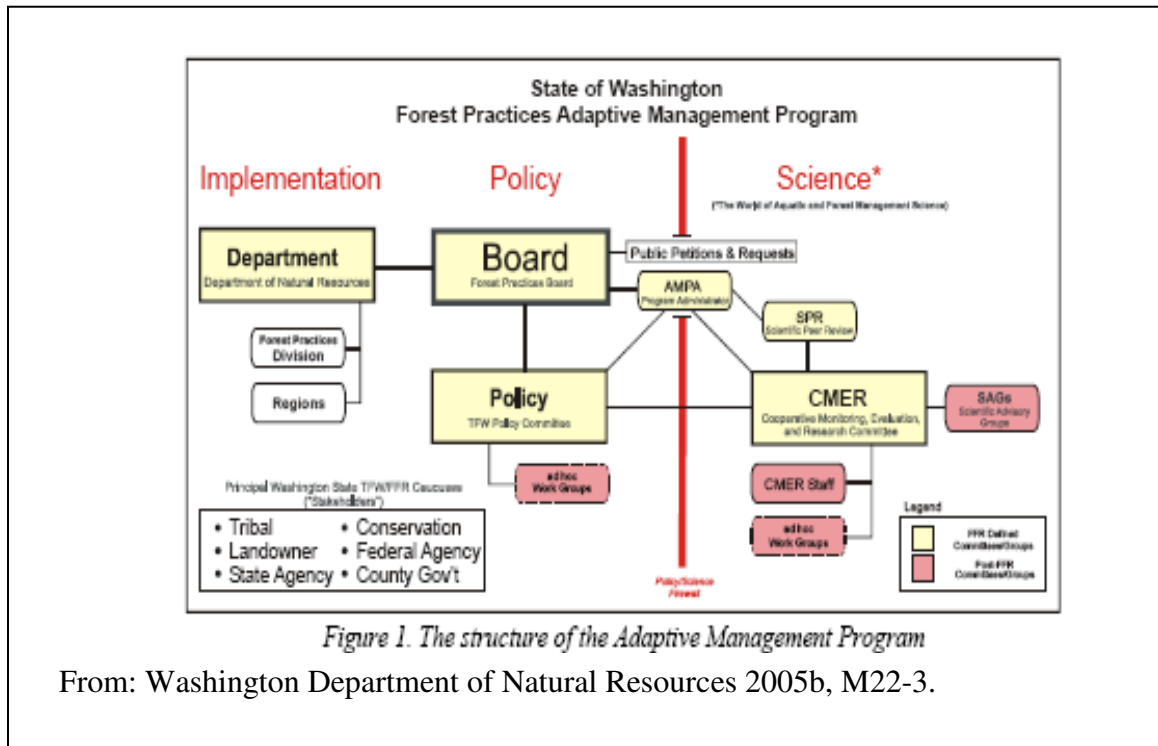 State of Washington
Forest Practices Adaptive Management Program
Implementation
Policy
Science*
(*The World of Aquatic and Forest Management Science)
Department
Department of Natural Resources
Board
Forest Practices Board
Public Petitions & Requests
AMPA
Program Administrator
SPR
Scientific Peer Review
Forest Practices
Division
Regions
Policy
TFW Policy Committee
CMER
Cooperative Monitoring, Evaluation,
and Research Committee
SAGs
Scientific Advisory
Groups
ad hoc
Work Groups
CMER Staff
ad hoc
Work Groups
Principal Washington State TFW/FFR Caucuses
("Stakeholders")
• Tribal
• Landowner
• State Agency
• Conservation
• Federal Agency
• County Gov't
Legend
FFR Defined
Committees/Groups
Post-FFR
Committees/Groups
Policy/Science
Firewall
Figure 1. The structure of the Adaptive Management Program
From: Washington Department of Natural Resources 2005b, M22-3.